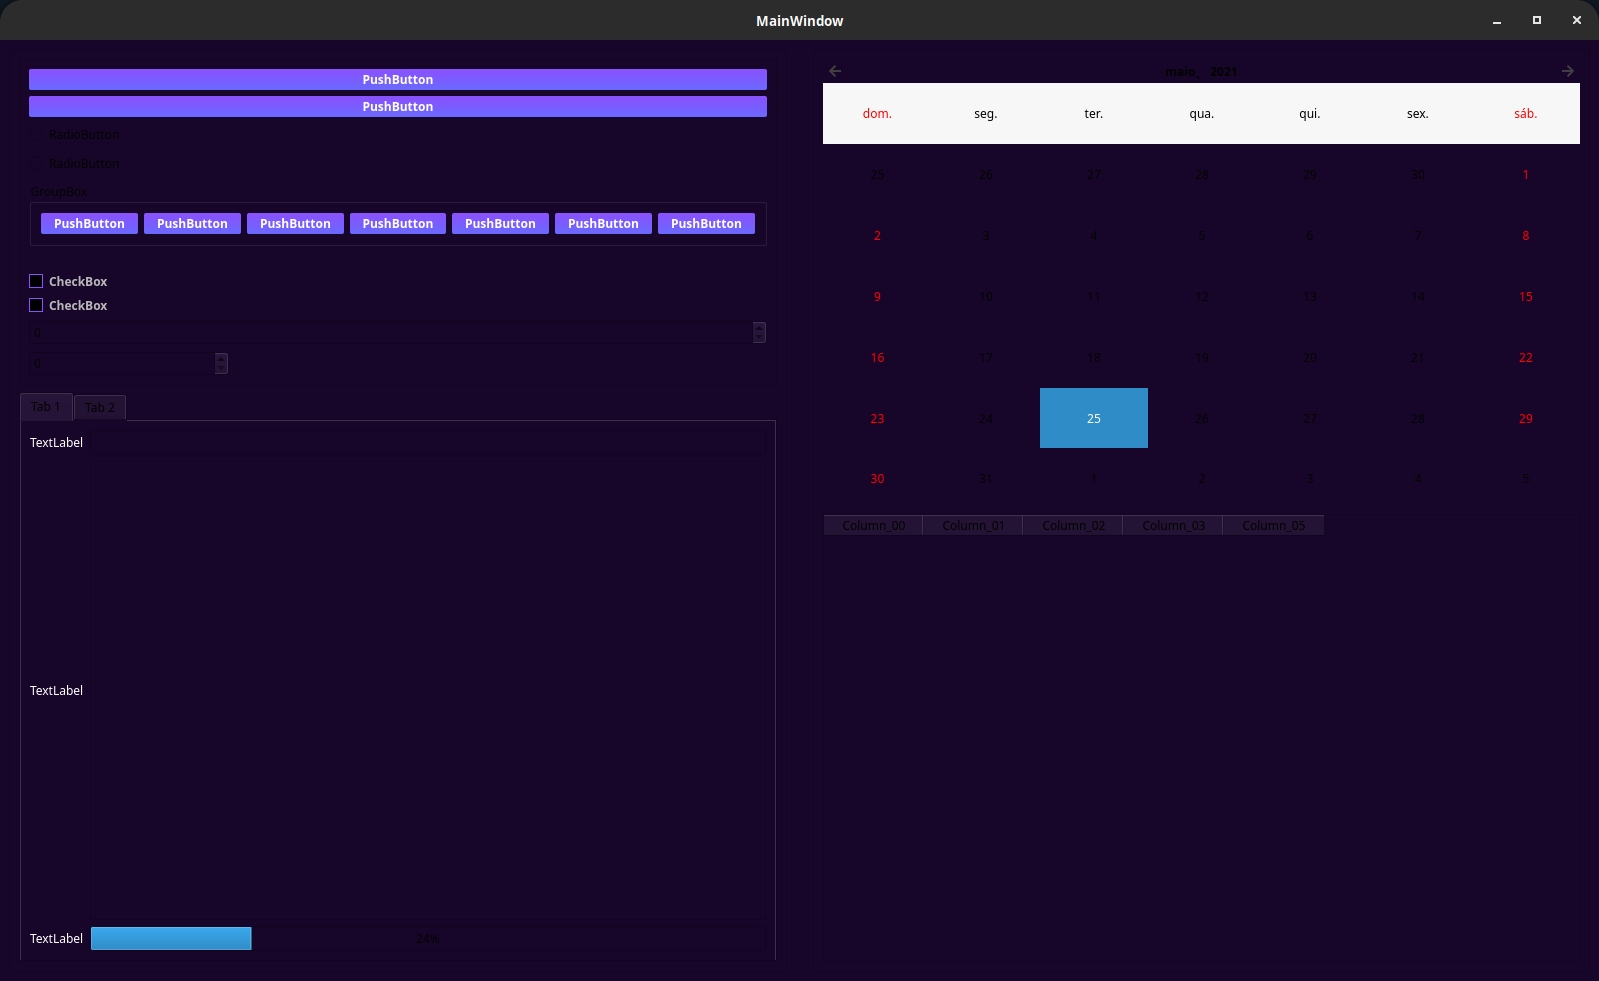 MainWindow
PushButton
PushButton
RadioButton
RadioButton
GroupBox
PushButton PushButton PushButton PushButton PushButton PushButton PushButton
CheckBox
CheckBox
0
0
Tab 1 Tab 2
TextLabel
TextLabel
TextLabel 24%
maio, 2021
dom. seg. ter. qua. qui. sex. sáb.
25 26 27 28 29 30 1
2 3 4 5 6 7 8
9 10 11 12 13 14 15
16 17 18 19 20 21 22
23 24 25 26 27 28 29
30 31 1 2 3 4 5
Column_00 Column_01 Column_02 Column_03 Column_05